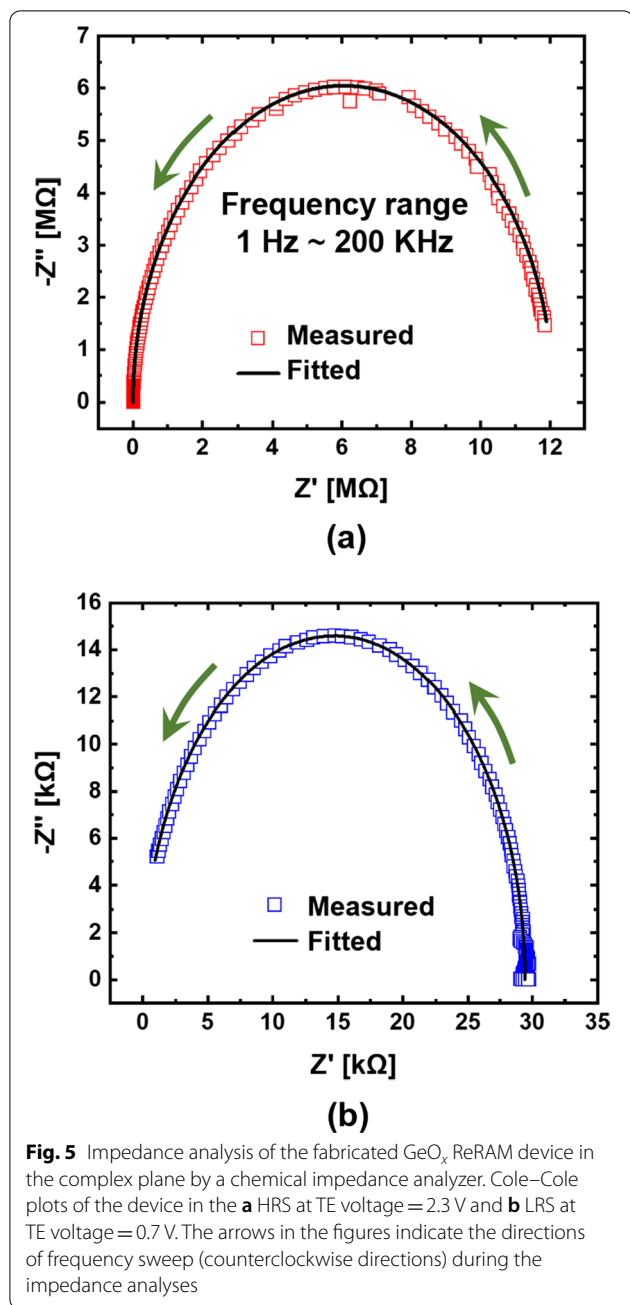 7
6
5
4
3
2
1
0
-Z'' [MΩ]
Frequency range
1 Hz ~ 200 KHz
Measured
Fitted
0 2 4 6 8 10 12
Z' [MΩ]
(a)
16
14
12
10
8
6
4
2
0
-Z'' [kΩ]
Measured
Fitted
0 5 10 15 20 25 30 35
Z' [kΩ]
(b)
Fig. 5 Impedance analysis of the fabricated GeOₓ ReRAM device in
the complex plane by a chemical impedance analyzer. Cole–Cole
plots of the device in the a HRS at TE voltage = 2.3 V and b LRS at
TE voltage = 0.7 V. The arrows in the figures indicate the directions
of frequency sweep (counterclockwise directions) during the
impedance analyses